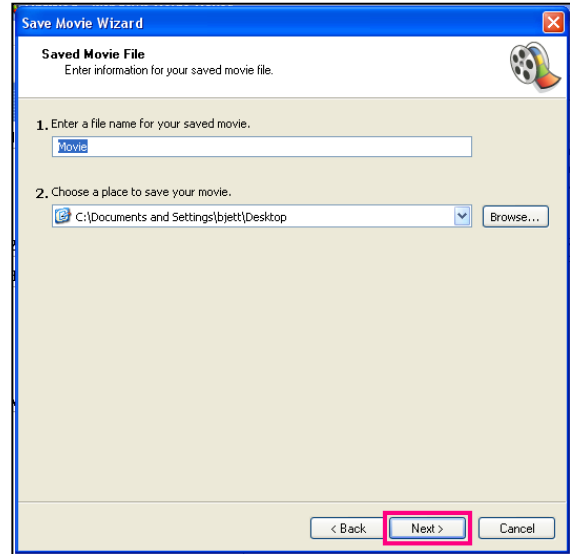 Save Movie Wizard
Saved Movie File
Enter information for your saved movie file.
1. Enter a file name for your saved movie.
Movie
2. Choose a place to save your movie.
C:\Documents and Settings\bjett\Desktop
Browse...
< Back
Next >
Cancel